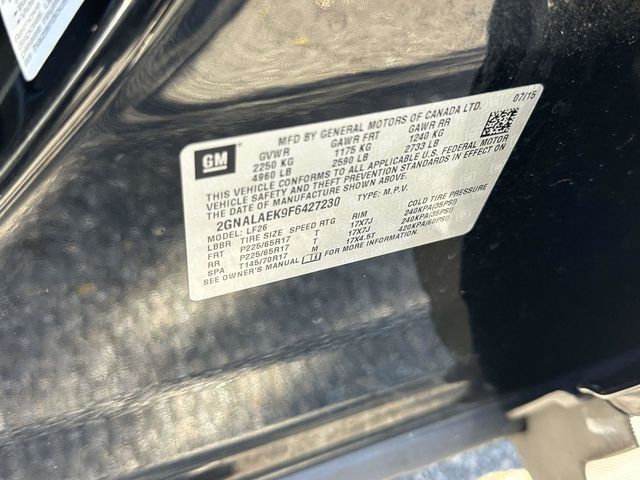 MFD BY GENERAL MOTORS OF CANADA LTD. 07/15
GM GVWR GAWR FRT GAWR RR
2250 KG 1175 KG 1240 KG
4960 LB 2590 LB 2733 LB
THIS VEHICLE CONFORMS TO ALL APPLICABLE U.S. FEDERAL MOTOR
VEHICLE SAFETY AND THEFT PREVENTION STANDARDS IN EFFECT ON
THE DATE OF MANUFACTURE SHOWN ABOVE.
2GNALAEK9F6427230 TYPE: M.P.V.
MODEL: LF26
LBBR TIRE SIZE SPEED RTG RIM COLD TIRE PRESSURE
FRT P225/65R17 T 17X7J 240KPA(35PSI)
RR P225/65R17 T 17X7J 240KPA(35PSI)
SPA T145/70R17 M 17X4.5T 420KPA(60PSI)
SEE OWNER'S MANUAL FOR MORE INFORMATION.